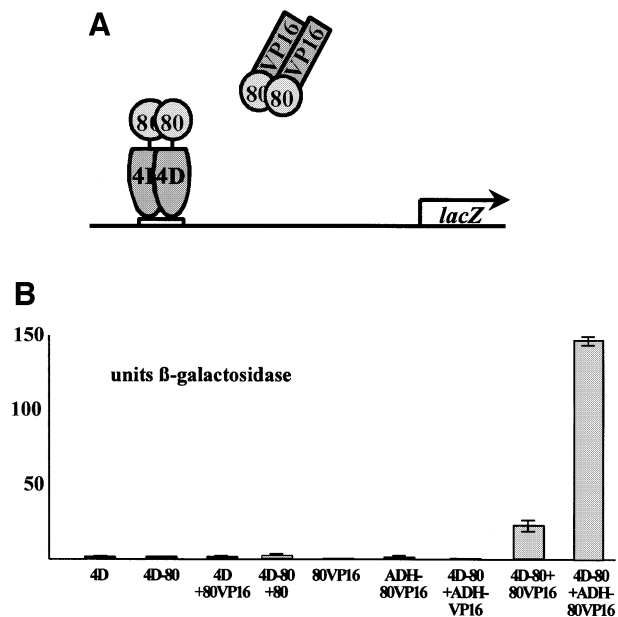 A
VP16
VP16
80
80
80
80
4D
4D
lacZ
B
150
units ß-galactosidase
100
50
4D
4D-80
4D
+80VP16
4D-80
+80
80VP16
ADH-
80VP16
4D-80
+ADH-
VP16
4D-80+
80VP16
4D-80
+ADH-
80VP16